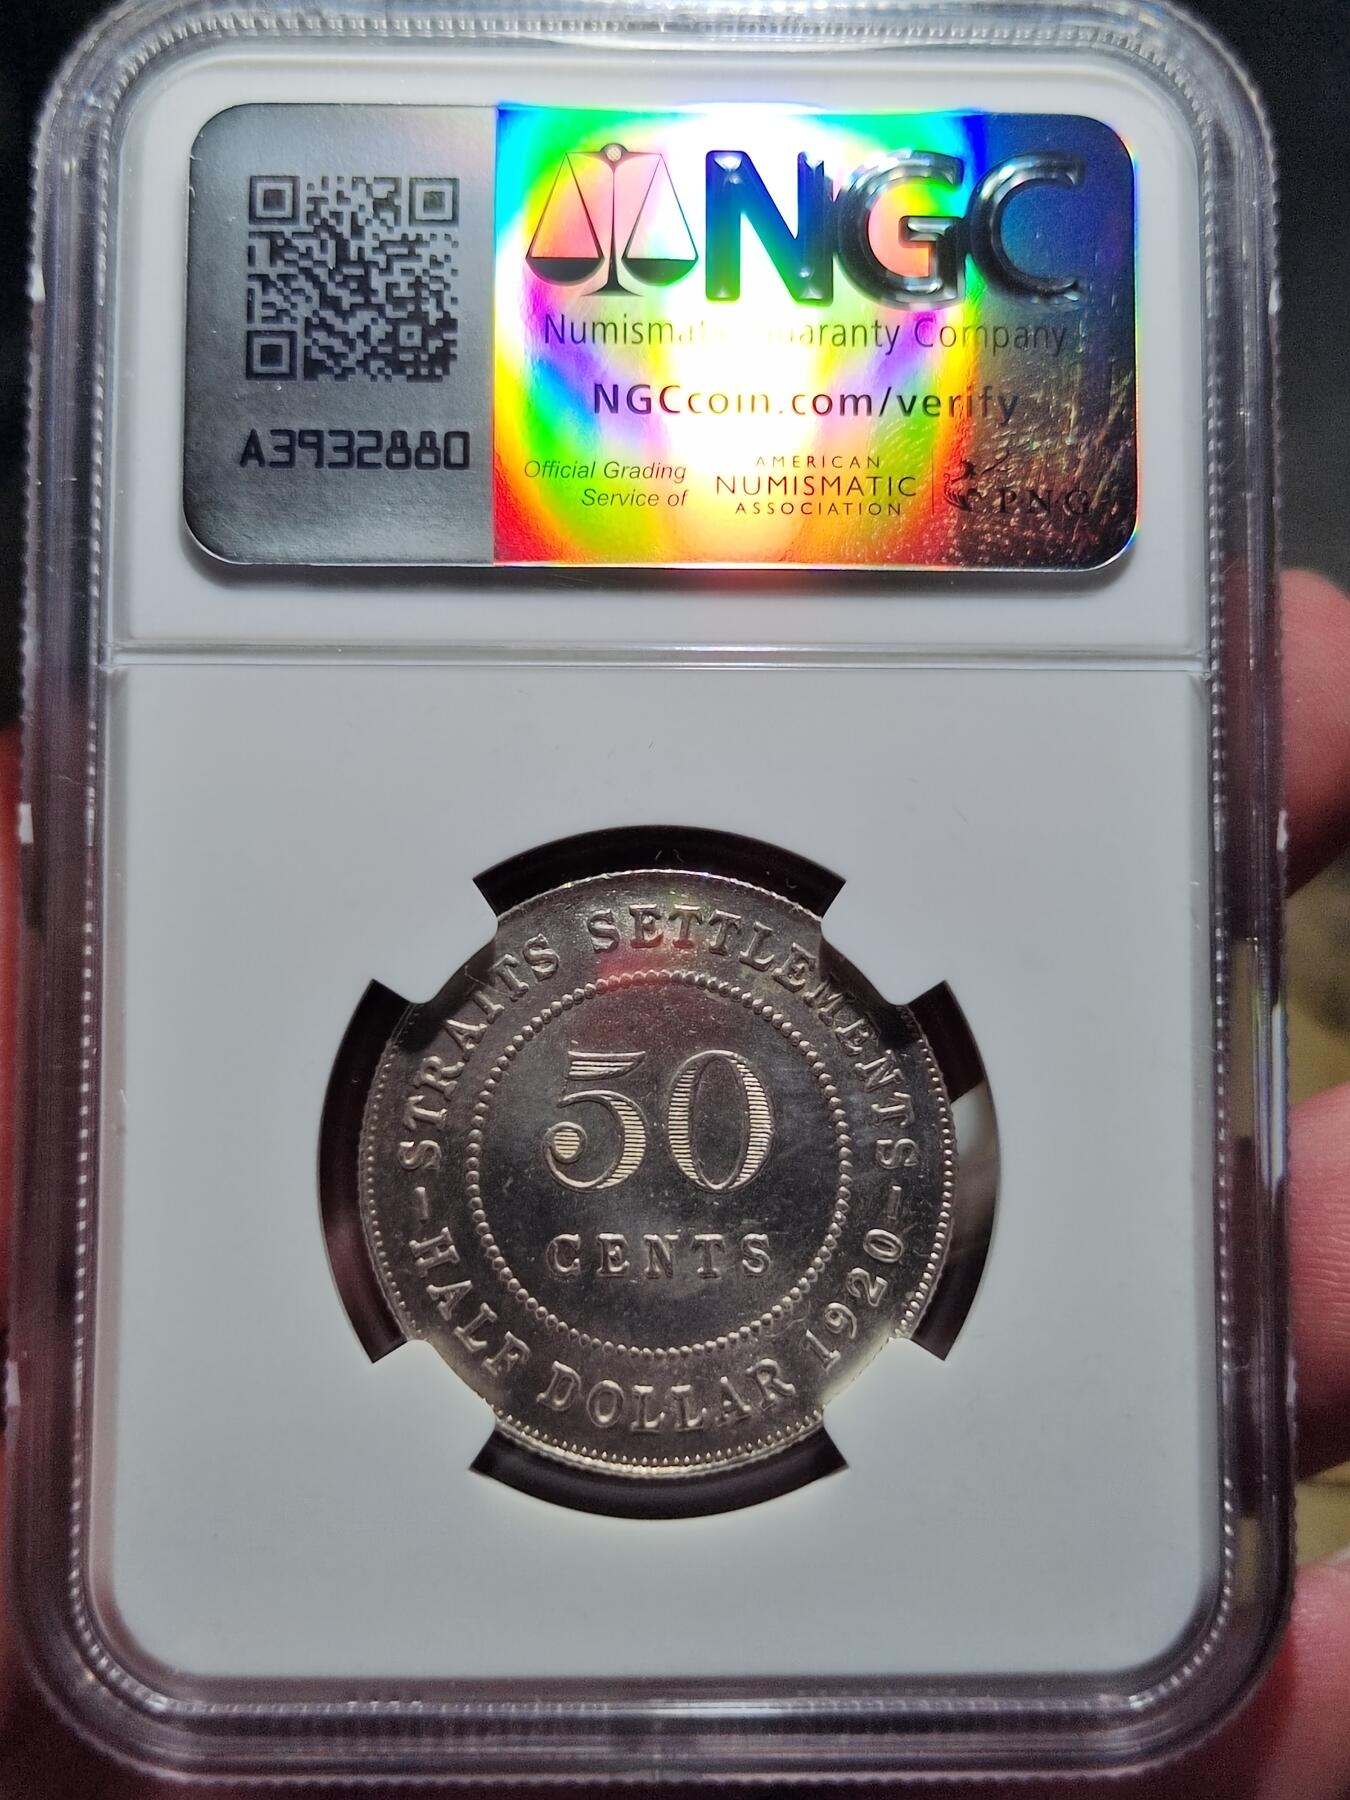 NGC
Numismatic Guaranty Company
NGCcoin.com/verify
A3932880
Official Grading
Service of
AMERICAN
NUMISMATIC
ASSOCIATION
PNG
STRAITS SETTLEMENTS
50
CENTS
HALF DOLLAR 1920